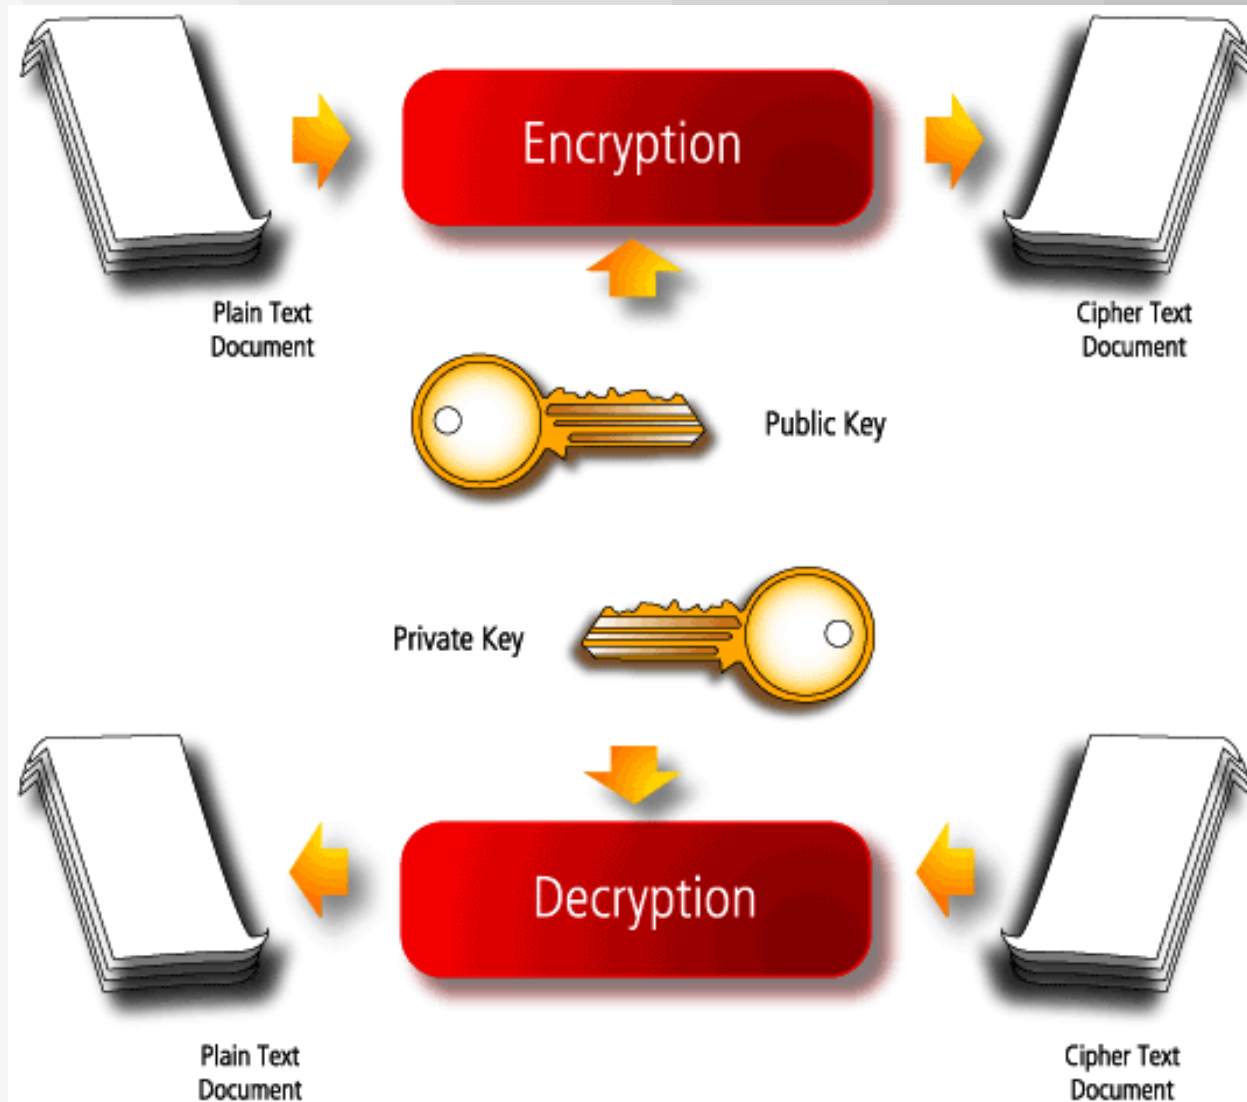 Encryption
Plain Text
Document
Cipher Text
Document
Public Key
Private Key
Decryption
Plain Text
Document
Cipher Text
Document